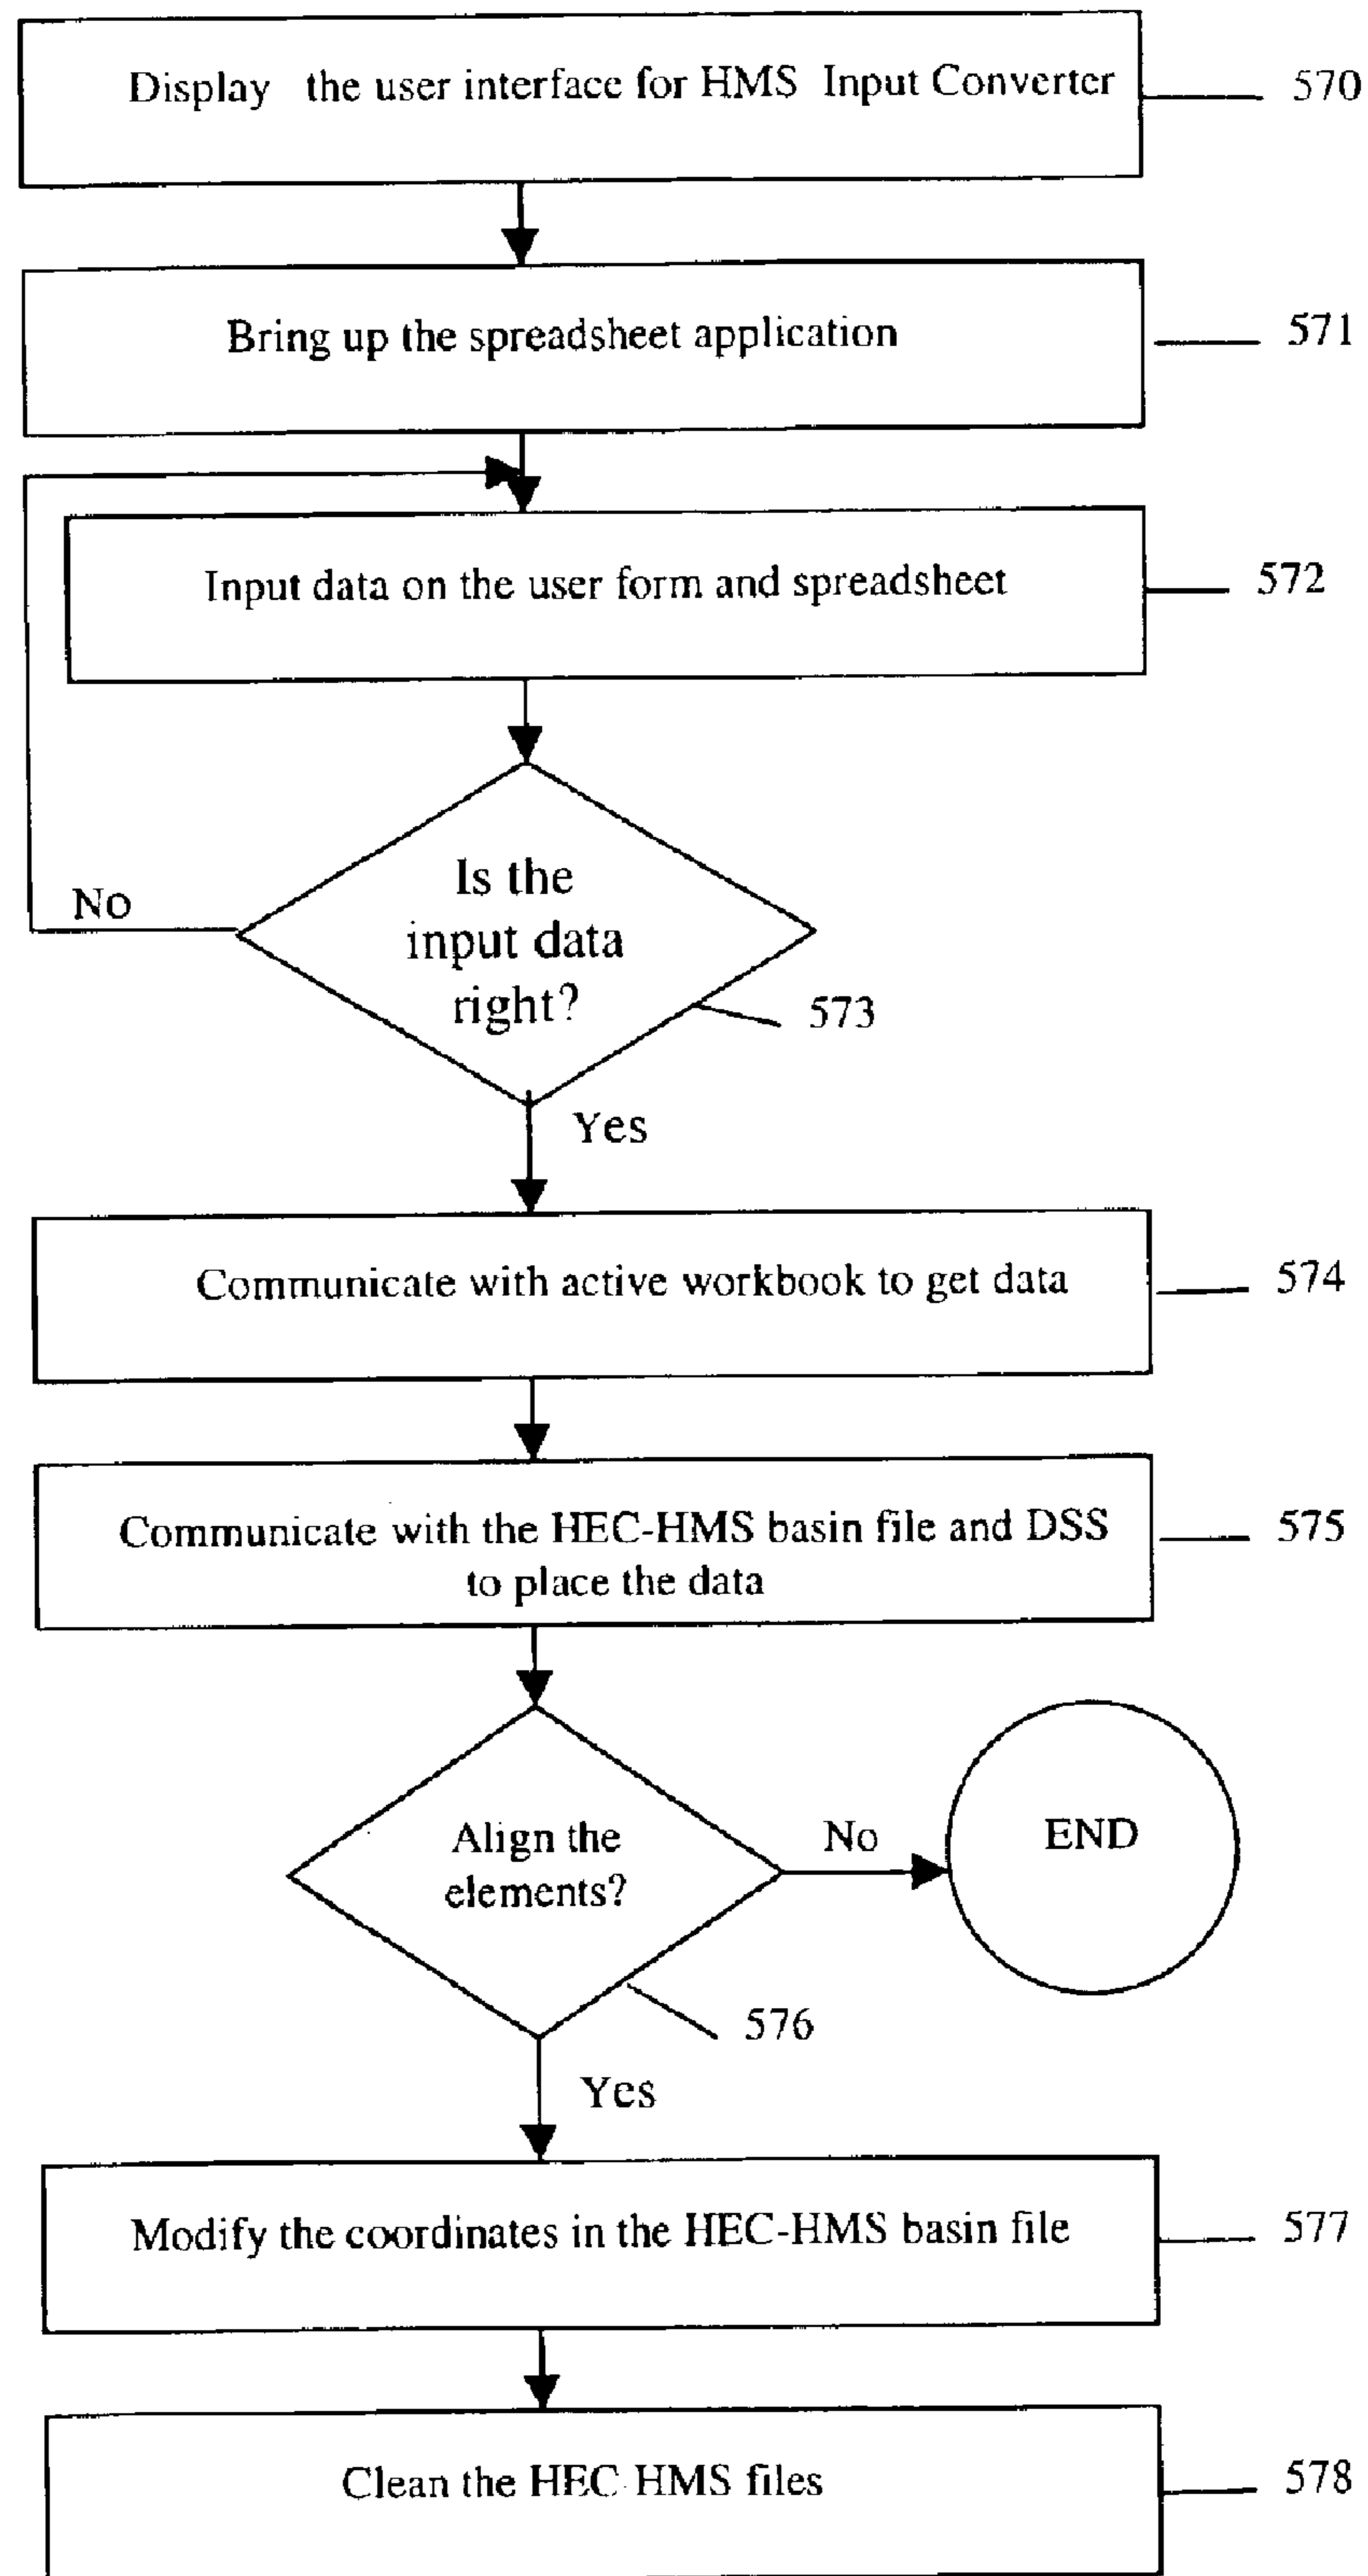 Display the user interface for HMS Input Converter
570
Bring up the spreadsheet application
571
Input data on the user form and spreadsheet
572
Is the
input data
right?
No
573
Yes
Communicate with active workbook to get data
574
Communicate with the HEC-HMS basin file and DSS
to place the data
575
Align the
elements?
No
END
576
Yes
Modify the coordinates in the HEC-HMS basin file
577
Clean the HEC HMS files
578